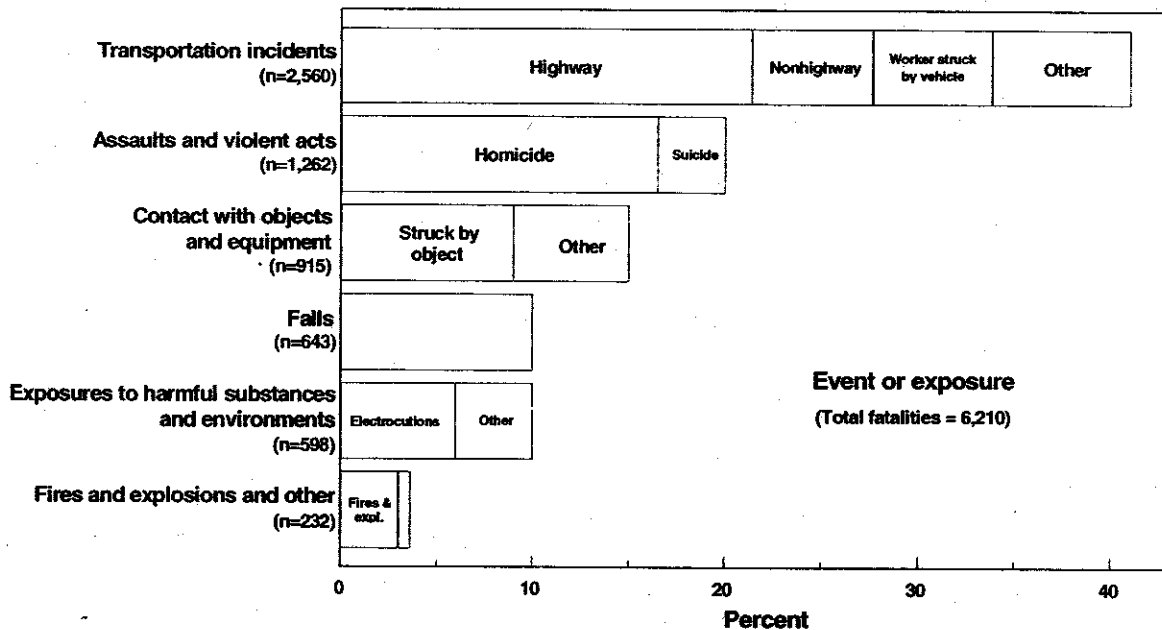 Transportation incidents
(n=2,560)
Highway
Nonhighway
Worker struck
by vehicle
Other
Assaults and violent acts
(n=1,262)
Homicide
Suicide
Contact with objects
and equipment
(n=915)
Struck by
object
Other
Falls
(n=643)
Exposures to harmful substances
and environments
(n=598)
Electrocutions
Other
Event or exposure
(Total fatalities = 6,210)
Fires and explosions and other
(n=232)
Fires &
expl.
0
10
20
30
40
Percent